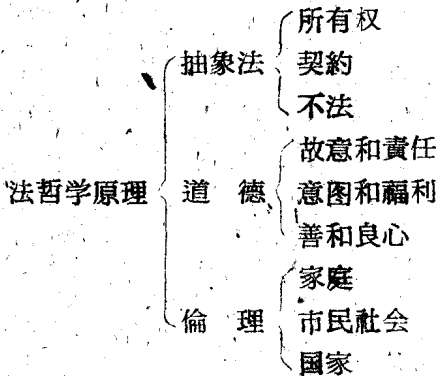 所有权
抽象法
契約
不法
故意和責任
法哲学原理
道 德
意图和福利
善和良心
家庭
倫 理
市民社会
国家